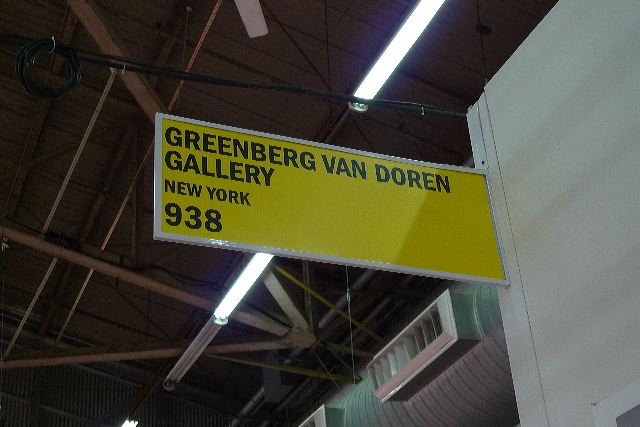 GREENBERG VAN DOREN
GALLERY
NEW YORK
938